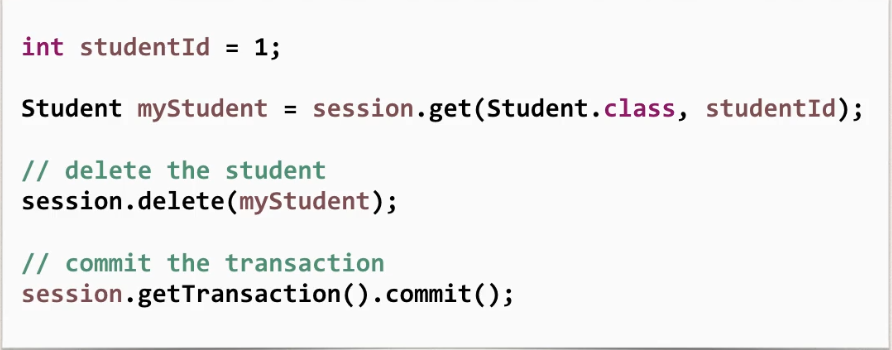 int studentId = 1;
Student myStudent = session.get(Student.class, studentId);
// delete the student
session.delete(myStudent);
// commit the transaction
session.getTransaction().commit();